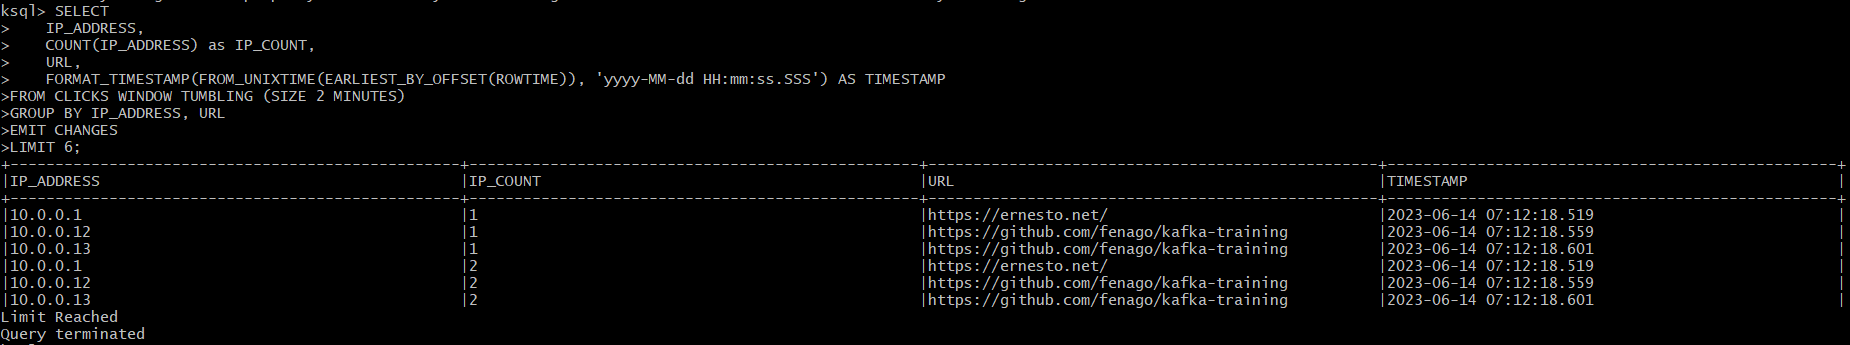 ksql> SELECT
>    IP_ADDRESS,
>    COUNT(IP_ADDRESS) as IP_COUNT,
>    URL,
>    FORMAT_TIMESTAMP(FROM_UNIXTIME(EARLIEST_BY_OFFSET(ROWTIME)), 'yyyy-MM-dd HH:mm:ss.SSS') AS TIMESTAMP
>FROM CLICKS WINDOW TUMBLING (SIZE 2 MINUTES)
>GROUP BY IP_ADDRESS, URL
>EMIT CHANGES
>LIMIT 6;
|IP_ADDRESS |IP_COUNT |URL |TIMESTAMP |
|10.0.0.1 |1 |https://ernesto.net/ |2023-06-14 07:12:18.519 |
|10.0.0.12 |1 |https://github.com/fenago/kafka-training |2023-06-14 07:12:18.559 |
|10.0.0.13 |1 |https://github.com/fenago/kafka-training |2023-06-14 07:12:18.601 |
|10.0.0.1 |2 |https://ernesto.net/ |2023-06-14 07:12:18.519 |
|10.0.0.12 |2 |https://github.com/fenago/kafka-training |2023-06-14 07:12:18.559 |
|10.0.0.13 |2 |https://github.com/fenago/kafka-training |2023-06-14 07:12:18.601 |
Limit Reached
Query terminated